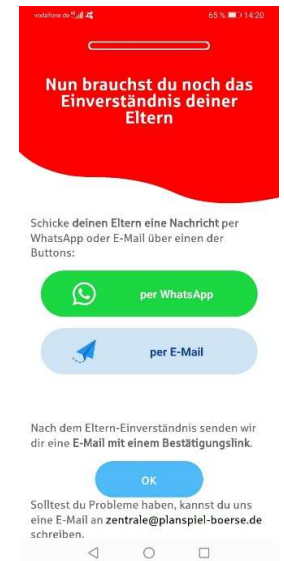 vodafone.de
65 % 14:20
Nun brauchst du noch das
Einverständnis deiner
Eltern
Schicke deinen Eltern eine Nachricht per
WhatsApp oder E-Mail über einen der
Buttons:
per WhatsApp
per E-Mail
Nach dem Eltern-Einverständnis senden wir
dir eine E-Mail mit einem Bestätigungslink.
OK
Solltest du Probleme haben, kannst du uns
eine E-Mail an zentrale@planspiel-boerse.de
schreiben.